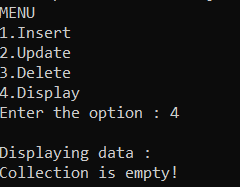 MENU
1.Insert
2.Update
3.Delete
4.Display
Enter the option : 4
Displaying data :
Collection is empty!